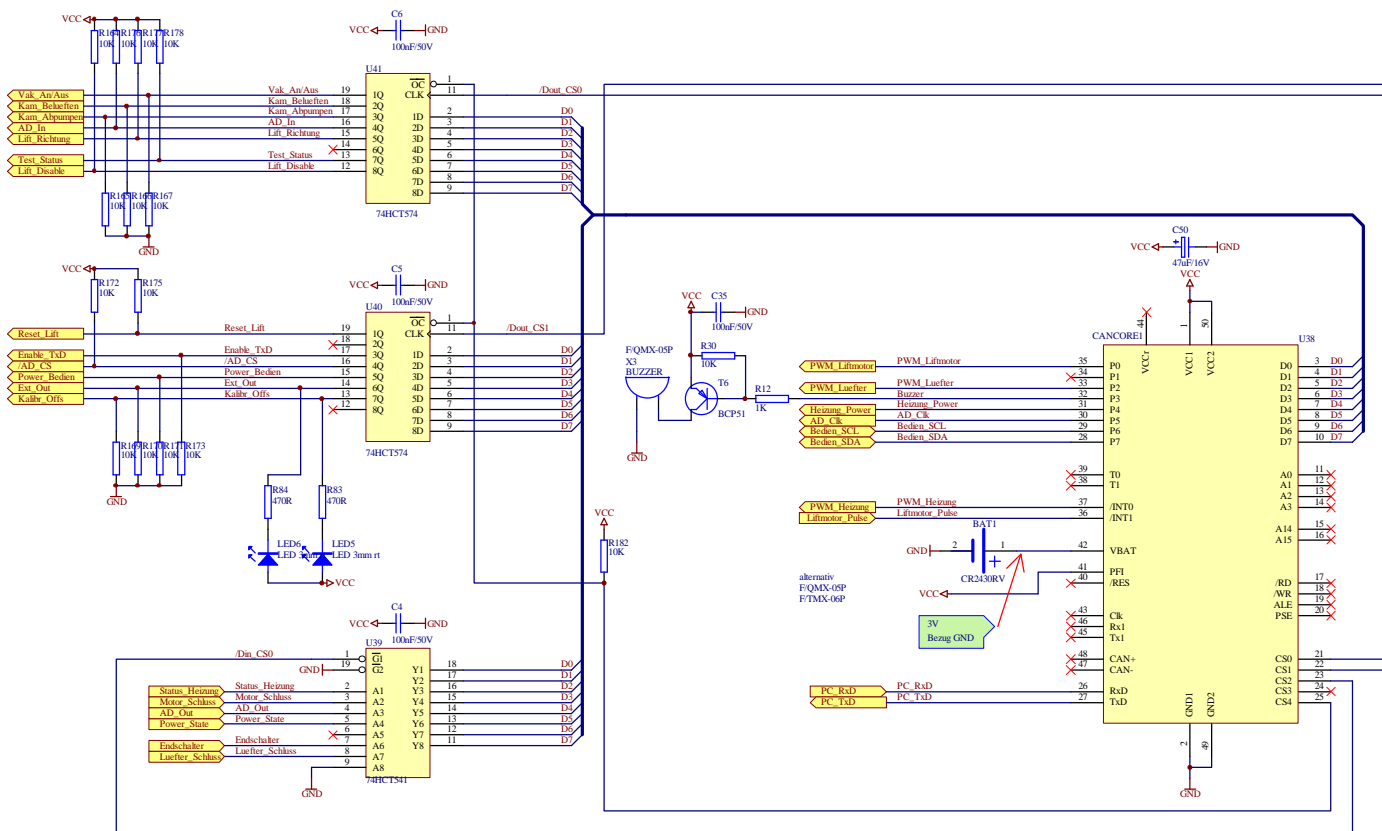 C6
VCC
GND
100nF/50V
VCC
R178
10K
10K
10K
10K
U41
OC
CLK
1
11
/Dout_CS0
Vak_An/Aus
Kam_Belueften
Kam_Abpumpen
AD_In
Lift_Richtung
Test_Status
Lift_Disable
Vak_An/Aus
Kam_Belueften
Kam_Abpumpen
AD_In
Lift_Richtung
Test_Status
Lift_Disable
19
18
17
16
15
14
13
12
1Q
2Q
3Q
4Q
5Q
6Q
7Q
8Q
1D
2D
3D
4D
5D
6D
7D
8D
2
3
4
5
6
7
8
9
D0
D1
D2
D3
D4
D5
D6
D7
74HCT574
R167
10K
10K
10K
GND
VCC
R172
10K
R175
10K
C5
VCC
GND
100nF/50V
U40
OC
CLK
1
11
/Dout_CS1
Reset_Lift
Enable_TxD
/AD_CS
Power_Bedien
Ext_Out
Kalibr_Offs
Reset_Lift
Enable_TxD
/AD_CS
Power_Bedien
Ext_Out
Kalibr_Offs
19
18
17
16
15
14
13
12
1Q
2Q
3Q
4Q
5Q
6Q
7Q
8Q
1D
2D
3D
4D
5D
6D
7D
8D
2
3
4
5
6
7
8
9
D0
D1
D2
D3
D4
D5
D6
D7
74HCT574
R173
10K
10K
10K
10K
GND
R84
470R
R83
470R
LED6
LED5
LED 3mm rt
VCC
VCC
R182
10K
C4
VCC
GND
100nF/50V
U39
/Din_CS0
1
19
GND
G1
G2
Status_Heizung
Motor_Schluss
AD_Out
Power_State
Endschalter
Luefter_Schluss
Status_Heizung
Motor_Schluss
AD_Out
Power_State
Endschalter
Luefter_Schluss
2
3
4
5
6
7
8
9
A1
A2
A3
A4
A5
A6
A7
A8
Y1
Y2
Y3
Y4
Y5
Y6
Y7
Y8
18
17
16
15
14
13
12
11
D0
D1
D2
D3
D4
D5
D6
D7
74HCT541
GND
VCC
C35
GND
100nF/50V
R30
10K
F/QMX-05P
X3
BUZZER
T6
BCP51
R12
1K
GND
C50
VCC
+
GND
47uF/16V
VCC
CANCORE1
U38
44
1
50
VCCr
VCC1
VCC2
PWM_Liftmotor
PWM_Luefter
Heizung_Power
AD_Clk
Bedien_SCL
Bedien_SDA
PWM_Liftmotor
PWM_Luefter
Buzzer
Heizung_Power
AD_Clk
Bedien_SCL
Bedien_SDA
35
34
33
32
31
30
29
28
P0
P1
P2
P3
P4
P5
P6
P7
D0
D1
D2
D3
D4
D5
D6
D7
3
4
5
6
7
8
9
10
D0
D1
D2
D3
D4
D5
D6
D7
39
38
T0
T1
A0
A1
A2
A3
11
12
13
14
PWM_Heizung
Liftmotor_Pulse
PWM_Heizung
Liftmotor_Pulse
37
36
/INT0
/INT1
A14
A15
15
16
BAT1
GND
2
1
+
CR2430RV
42
VBAT
alternativ
F/QMX-05P
F/TMX-06P
VCC
41
40
PFI
/RES
/RD
/WR
ALE
PSE
17
18
19
20
3V
Bezug GND
43
46
45
Clk
Rx1
Tx1
48
47
CAN+
CAN-
PC_RxD
PC_TxD
PC_RxD
PC_TxD
26
27
RxD
TxD
CS0
CS1
CS2
CS3
CS4
21
22
23
24
25
GND1
GND2
2
49
GND